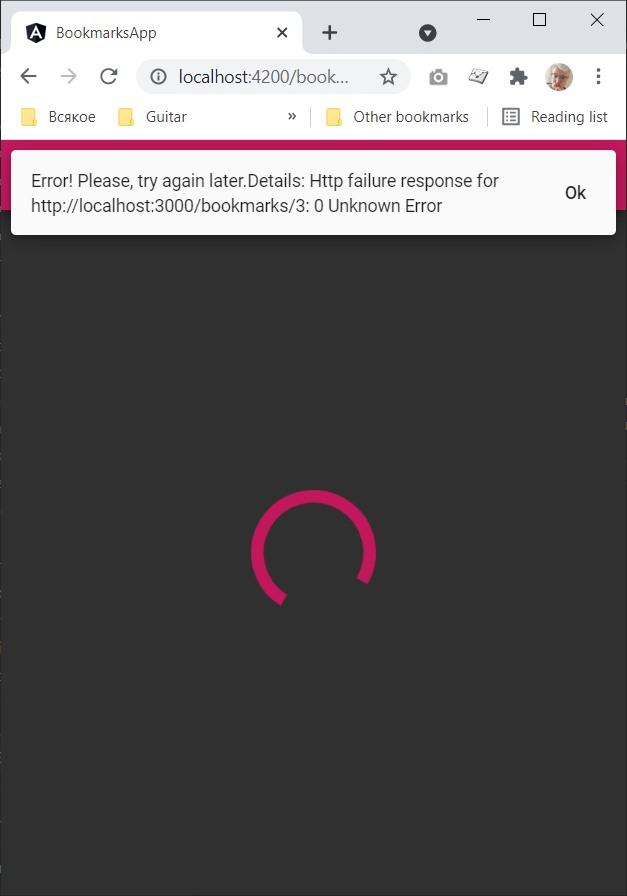 BookmarksApp
localhost:4200/book...
Всякое Guitar » Other bookmarks Reading list
Error! Please, try again later.Details: Http failure response for
http://localhost:3000/bookmarks/3: 0 Unknown Error
Ok